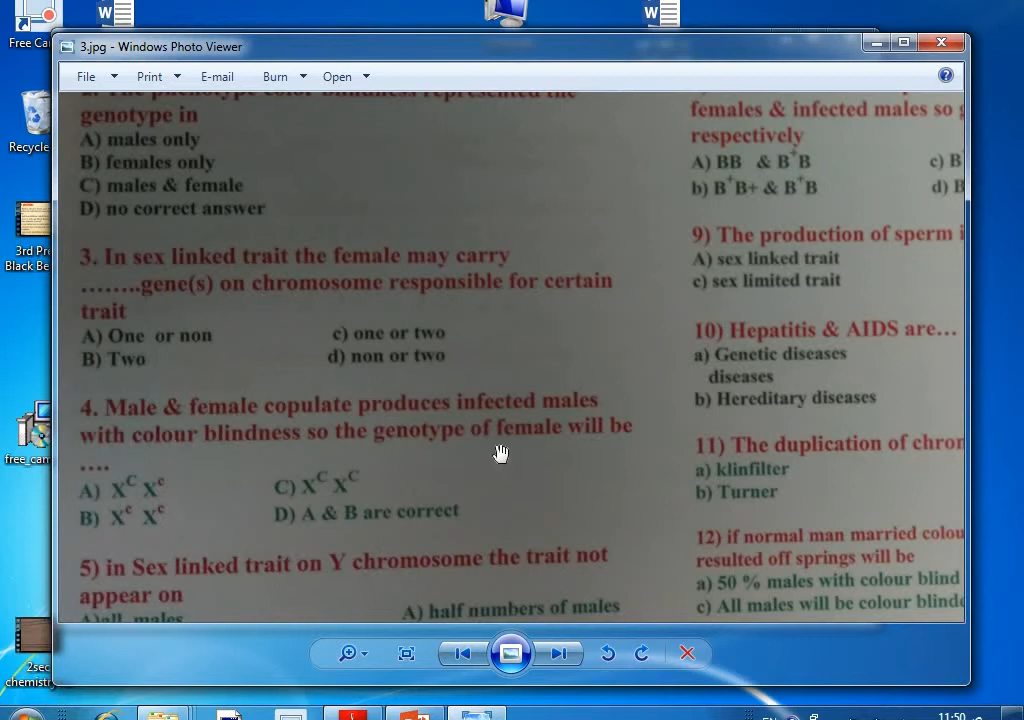 Free Ca
3.jpg - Windows Photo Viewer
File
Print
E-mail
Burn
Open
Recycle
3rd Pr
Black Be
free_cam
2sec
chemistr
genotype in
A) males only
B) females only
C) males & female
D) no correct answer
3. In sex linked trait the female may carry
........gene(s) on chromosome responsible for certain
trait
A) One or non c) one or two
B) Two d) non or two
4. Male & female copulate produces infected males
with colour blindness so the genotype of female will be
....
A) X^C X^c C) X^C X^C
B) X^c X^c D) A & B are correct
5) in Sex linked trait on Y chromosome the trait not
appear on
A)all males A) half numbers of males
females & infected males so
respectively
A) BB & B^+B c) B
b) B^+B+ & B^+B d) B
9) The production of sperm i
A) sex linked trait
c) sex limited trait
10) Hepatitis & AIDS are...
a) Genetic diseases
diseases
b) Hereditary diseases
11) The duplication of chron
a) klinfilter
b) Turner
12) if normal man married colou
resulted off springs will be
a) 50 % males with colour blind
c) All males will be colour blind
11:50